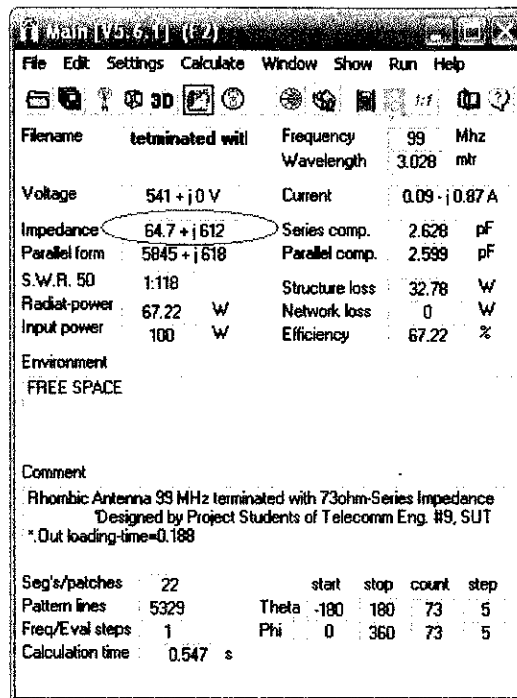 Main [V5.6.1] (F2)
File Edit Settings Calculate Window Show Run Help
3D 1:1
Filename tetminated witl Frequency 99 Mhz
Wavelength 3.028 mtr
Voltage 541 + j 0 V Current 0.09 - j 0.87 A
Impedance 64.7 + j 612 Series comp. 2.628 pF
Parallel form 5845 + j 618 Parallel comp. 2.599 pF
S.W.R. 50 1:118 Structure loss 32.78 W
Radiat-power 67.22 W Network loss 0 W
Input power 100 W Efficiency 67.22 %
Environment
FREE SPACE
Comment
Rhombic Antenna 99 MHz terminated with 73ohm-Series Impedance
'Designed by Project Students of Telecomm Eng. #9, SUT
*.Out loading-time=0.188
Seg's/patches 22 start stop count step
Pattern lines 5329 Theta -180 180 73 5
Freq/Eval steps 1 Phi 0 360 73 5
Calculation time 0.547 s